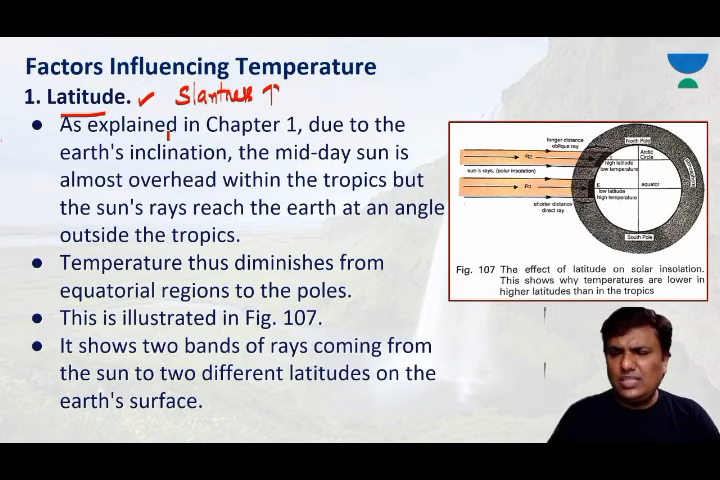 Factors Influencing Temperature
1. Latitude. ✓ Slantness ↑
● As explained in Chapter 1, due to the
earth's inclination, the mid-day sun is
almost overhead within the tropics but
the sun's rays reach the earth at an angle
outside the tropics.
● Temperature thus diminishes from
equatorial regions to the poles.
● This is illustrated in Fig. 107.
● It shows two bands of rays coming from
the sun to two different latitudes on the
earth's surface.
longer distance
oblique ray
R2
sun's rays, (solar insolation)
R1
shorter distance
direct ray
North Pole
Arctic
Circle
high latitude
low temperature
E
equator
low latitude
high temperature
South Pole
Fig. 107 The effect of latitude on solar insolation.
This shows why temperatures are lower in
higher latitudes than in the tropics